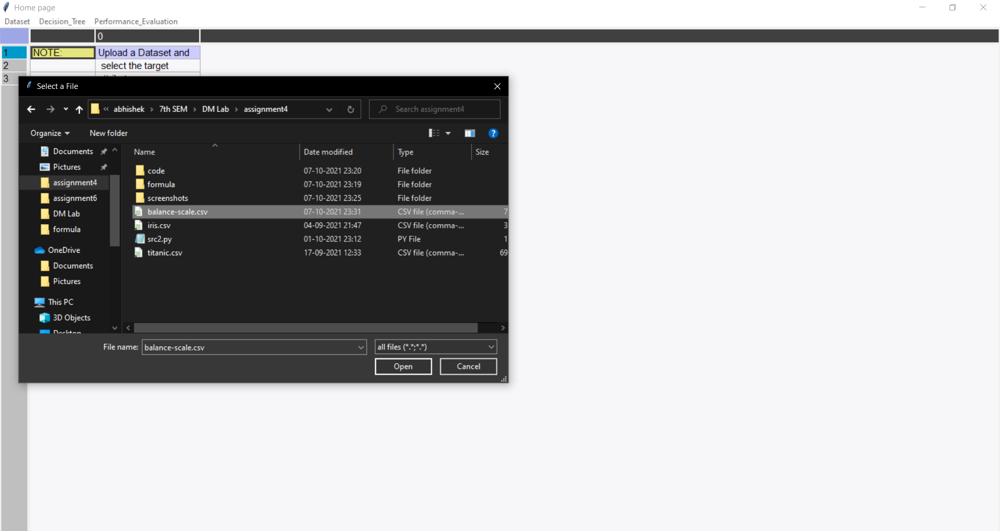 Home page
Dataset Decision_Tree Performance_Evaluation
0
1 NOTE: Upload a Dataset and
2 select the target
3
Select a File
« abhishek › 7th SEM › DM Lab › assignment4
Search assignment4
Organize New folder
?
Name Date modified Type Size
Documents
Pictures
assignment4
assignment6
DM Lab
formula
OneDrive
Documents
Pictures
This PC
3D Objects
Desktop
code 07-10-2021 23:20 File folder
formula 07-10-2021 23:19 File folder
screenshots 07-10-2021 23:25 File folder
balance-scale.csv 07-10-2021 23:31 CSV file (comma-... 7
iris.csv 04-09-2021 21:47 CSV file (comma-... 3
src2.py 01-10-2021 23:12 PY File 1
titanic.csv 17-09-2021 12:33 CSV file (comma-... 69
File name: balance-scale.csv
all files (*.*;*.*)
Open Cancel